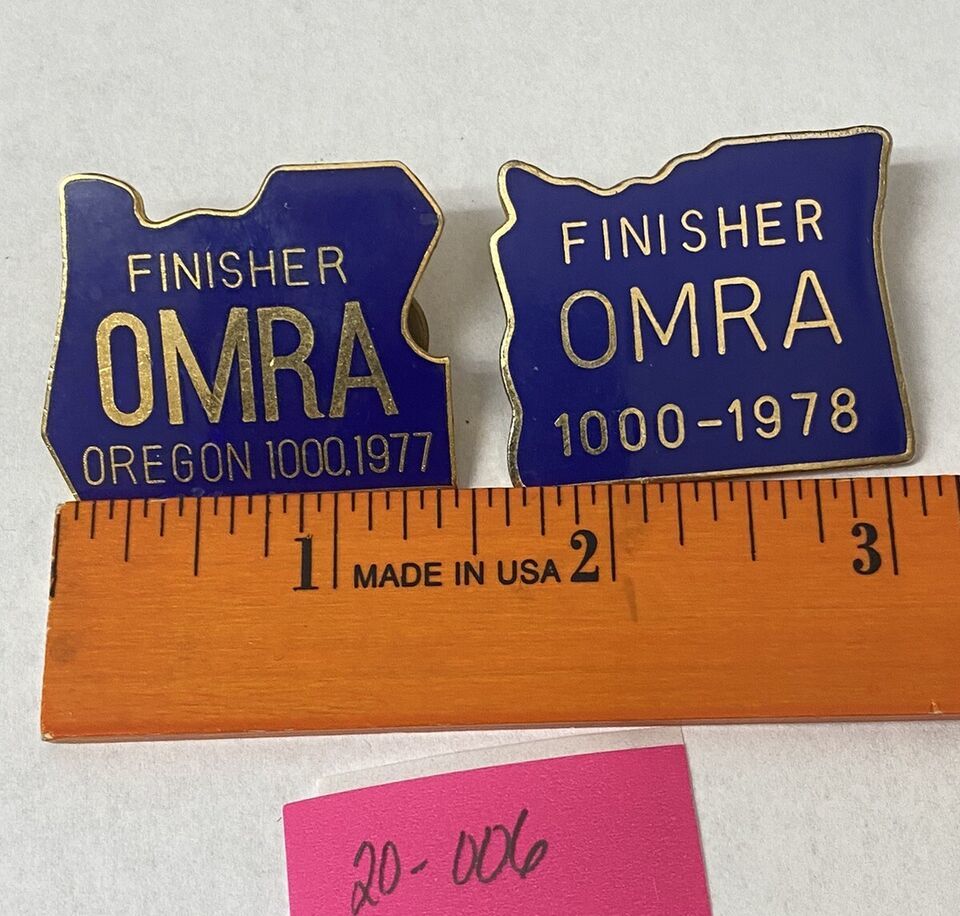 FINISHER
OMRA
OREGON 1000.1977
FINISHER
OMRA
1000-1978
1 MADE IN USA 2 3
20-006